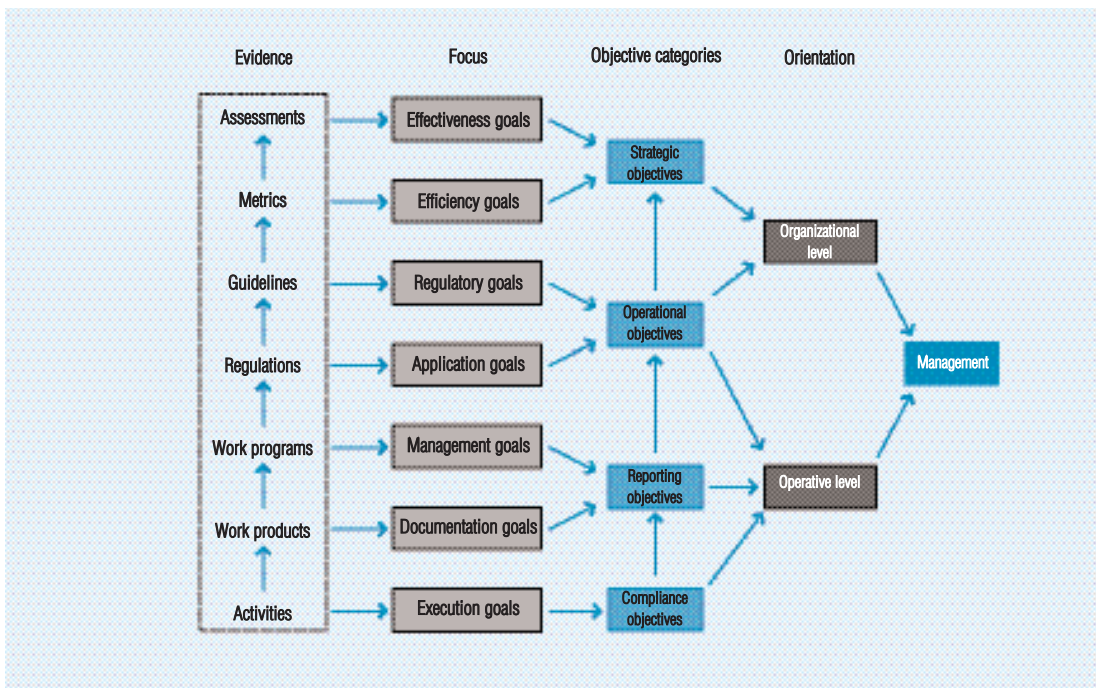 Evidence
Focus
Objective categories
Orientation
Assessments
Effectiveness goals
Strategic
objectives
Metrics
Efficiency goals
Organizational
level
Guidelines
Regulatory goals
Operational
objectives
Regulations
Application goals
Management
Work programs
Management goals
Reporting
objectives
Operative level
Work products
Documentation goals
Activities
Execution goals
Compliance
objectives